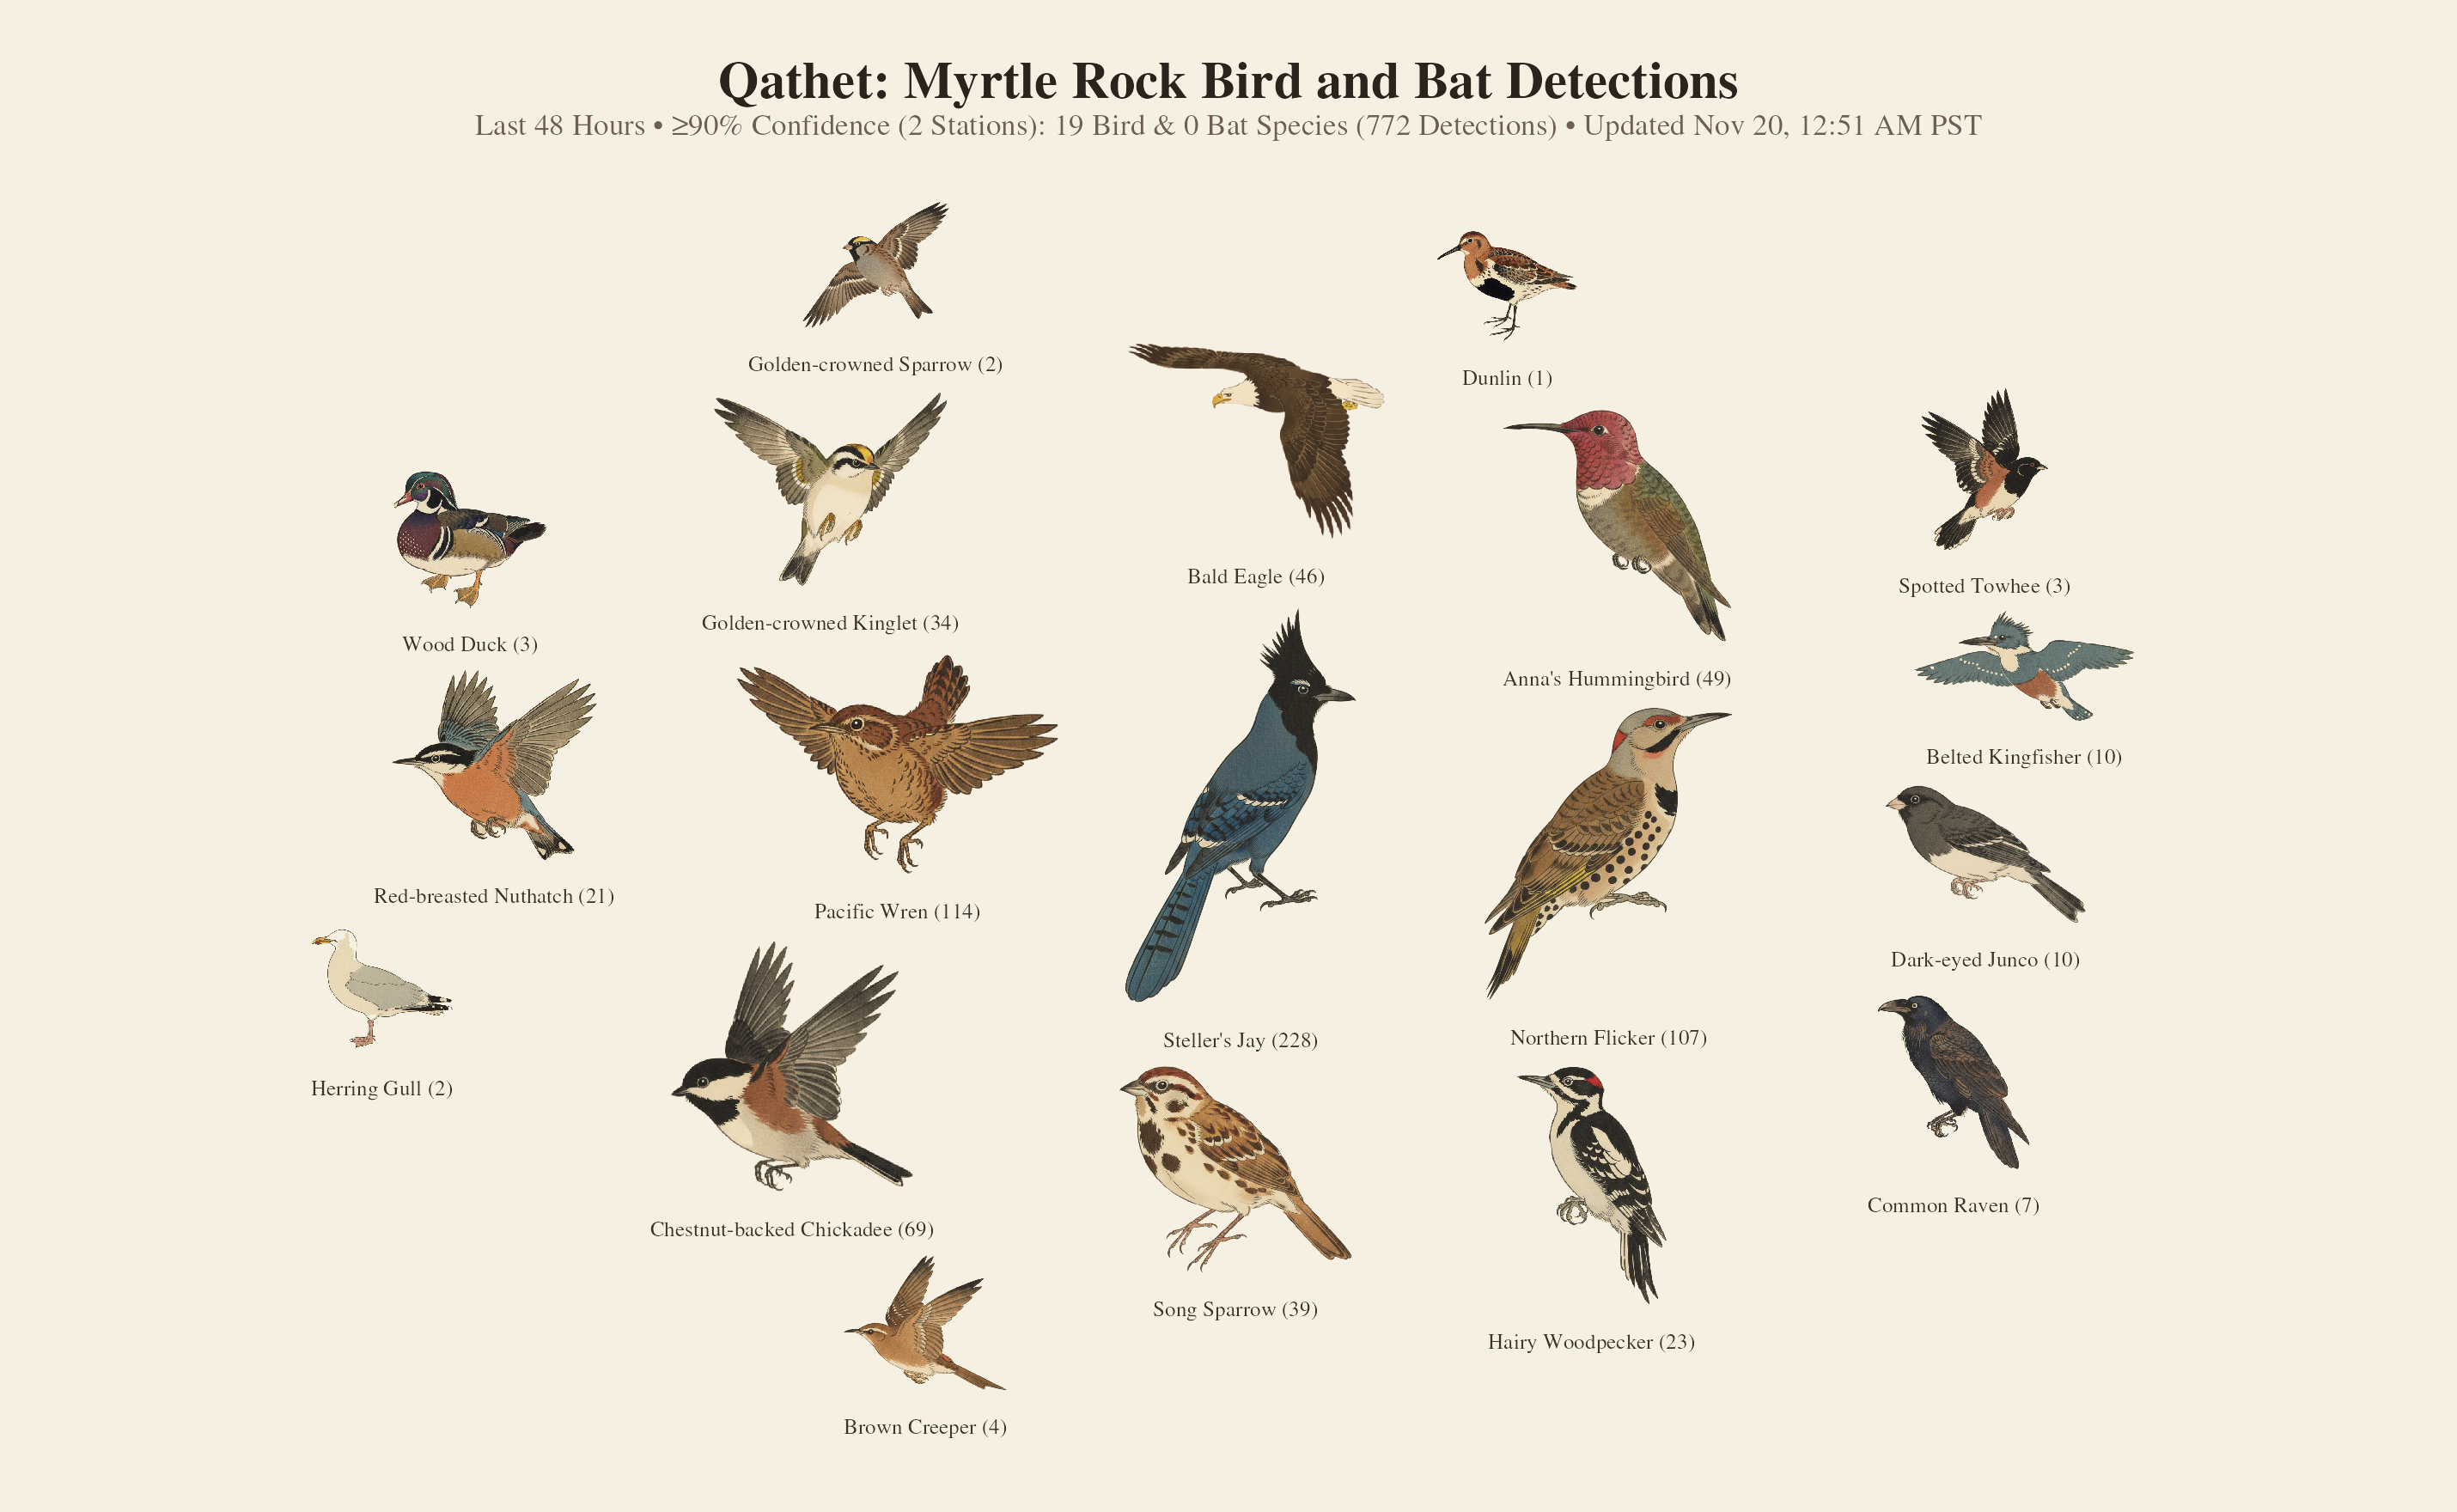 Qathet: Myrtle Rock Bird and Bat Detections
Last 48 Hours • ≥90% Confidence (2 Stations): 19 Bird & 0 Bat Species (772 Detections) • Updated Nov 20, 12:51 AM PST
Golden-crowned Sparrow (2)
Dunlin (1)
Bald Eagle (46)
Spotted Towhee (3)
Golden-crowned Kinglet (34)
Wood Duck (3)
Anna's Hummingbird (49)
Belted Kingfisher (10)
Red-breasted Nuthatch (21)
Pacific Wren (114)
Dark-eyed Junco (10)
Steller's Jay (228)
Northern Flicker (107)
Herring Gull (2)
Common Raven (7)
Chestnut-backed Chickadee (69)
Song Sparrow (39)
Hairy Woodpecker (23)
Brown Creeper (4)